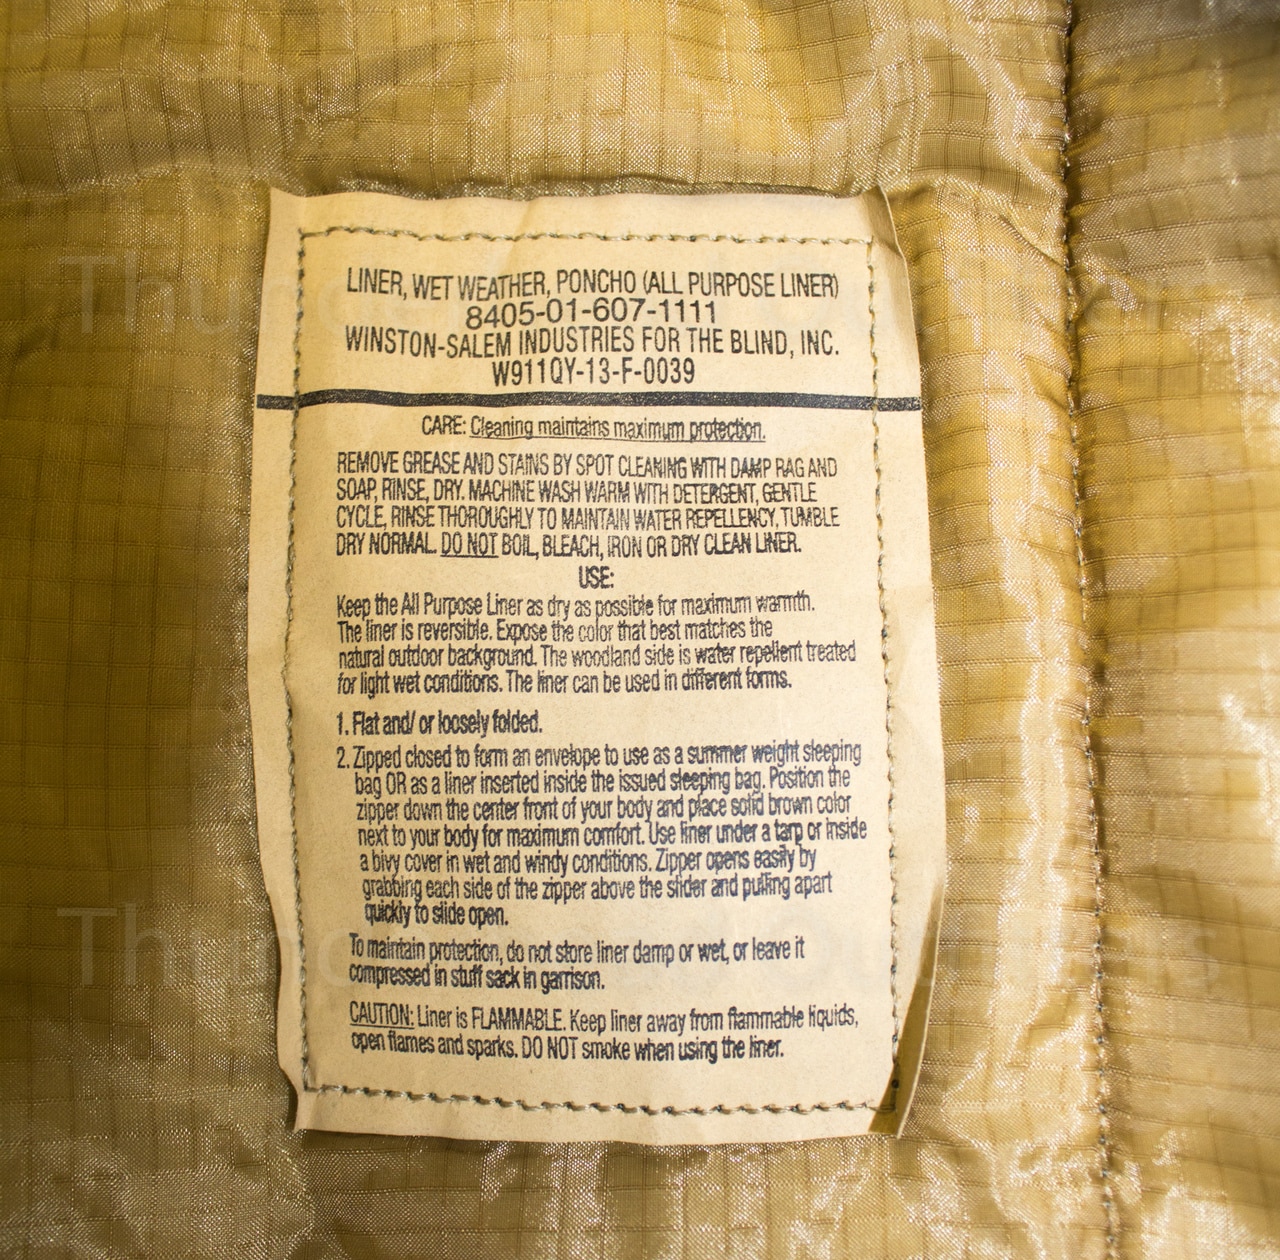 LINER, WET WEATHER, PONCHO (ALL PURPOSE LINER)
8405-01-607-1111
WINSTON-SALEM INDUSTRIES FOR THE BLIND, INC.
W911QY-13-F-0039
CARE: Cleaning maintains maximum protection.
REMOVE GREASE AND STAINS BY SPOT CLEANING WITH DAMP RAG AND
SOAP, RINSE, DRY. MACHINE WASH WARM WITH DETERGENT, GENTLE
CYCLE, RINSE THOROUGHLY TO MAINTAIN WATER REPELLENCY, TUMBLE
DRY NORMAL. DO NOT BOIL, BLEACH, IRON OR DRY CLEAN LINER.
USE:
Keep the All Purpose Liner as dry as possible for maximum warmth.
The liner is reversible. Expose the color that best matches the
natural outdoor background. The woodland side is water repellent treated
for light wet conditions. The liner can be used in different forms.
1. Flat and/ or loosely folded.
2. Zipped closed to form an envelope to use as a summer weight sleeping
bag OR as a liner inserted inside the issued sleeping bag. Position the
zipper down the center front of your body and place solid brown color
next to your body for maximum comfort. Use liner under a tarp or inside
a bivy cover in wet and windy conditions. Zipper opens easily by
grabbing each side of the zipper above the slider and pulling apart
quickly to slide open.
To maintain protection, do not store liner damp or wet, or leave it
compressed in stuff sack in garrison.
CAUTION: Liner is FLAMMABLE. Keep liner away from flammable liquids,
open flames and sparks. DO NOT smoke when using the liner.